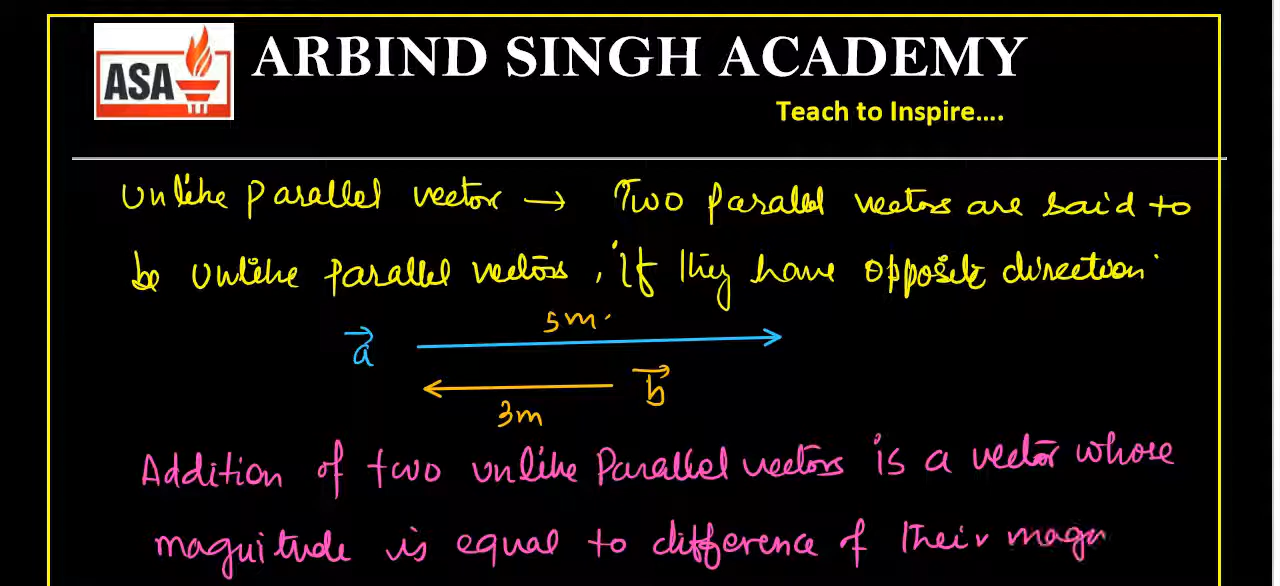 ASA
ARBIND SINGH ACADEMY
Teach to Inspire....
Unlike parallel vector → Two parallel vectors are said to
be unlike parallel vectors, if they have opposite direction.
5m.
a
b
3m
Addition of two unlike Parallel vectors is a vector whose
magnitude is equal to difference of their magn